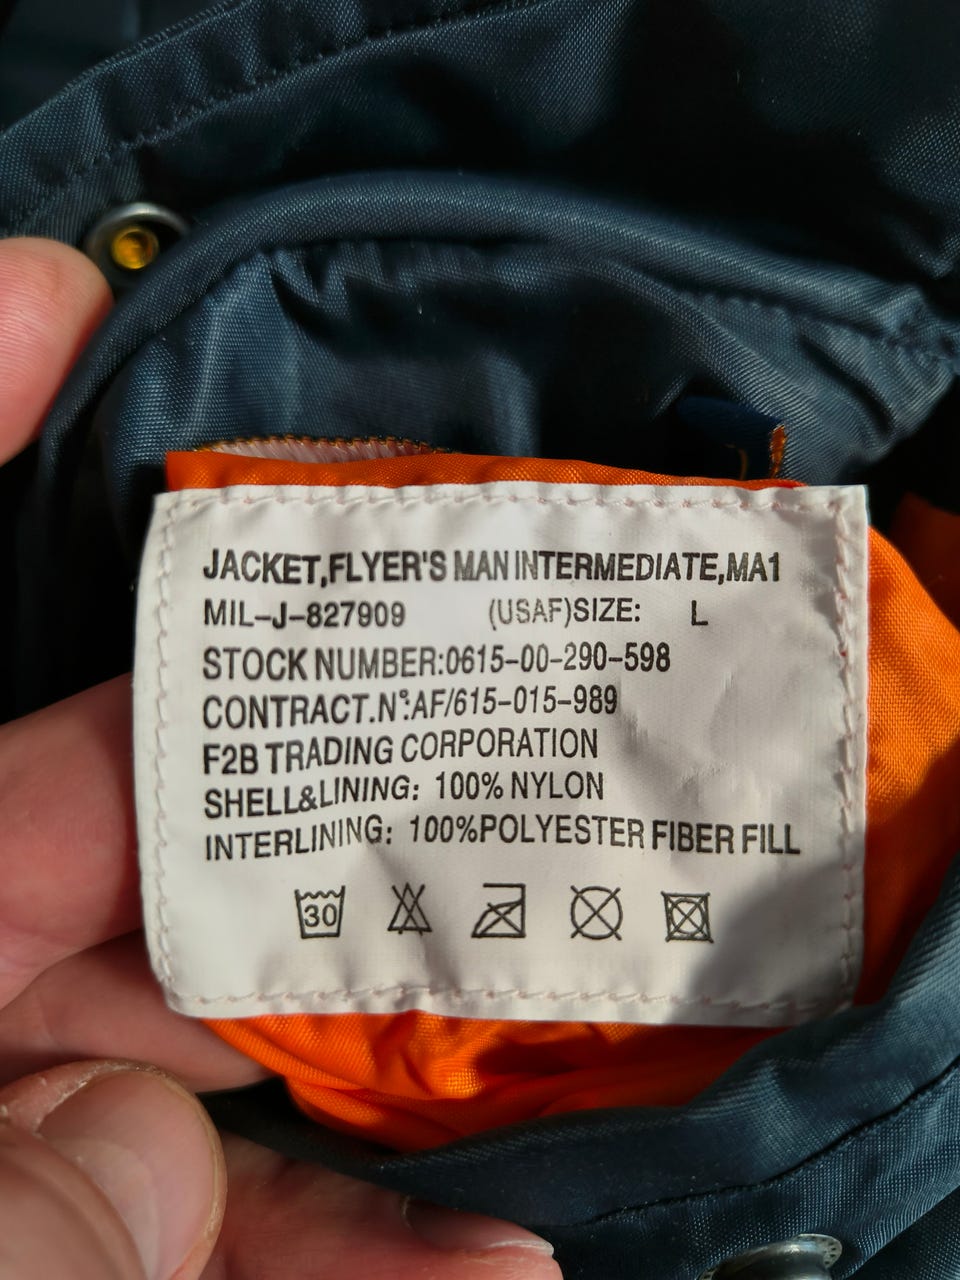 JACKET,FLYER'S MAN INTERMEDIATE,MA1
MIL-J-827909 (USAF)SIZE: L
STOCK NUMBER:0615-00-290-598
CONTRACT.N°:AF/615-015-989
F2B TRADING CORPORATION
SHELL&LINING: 100% NYLON
INTERLINING: 100%POLYESTER FIBER FILL
30